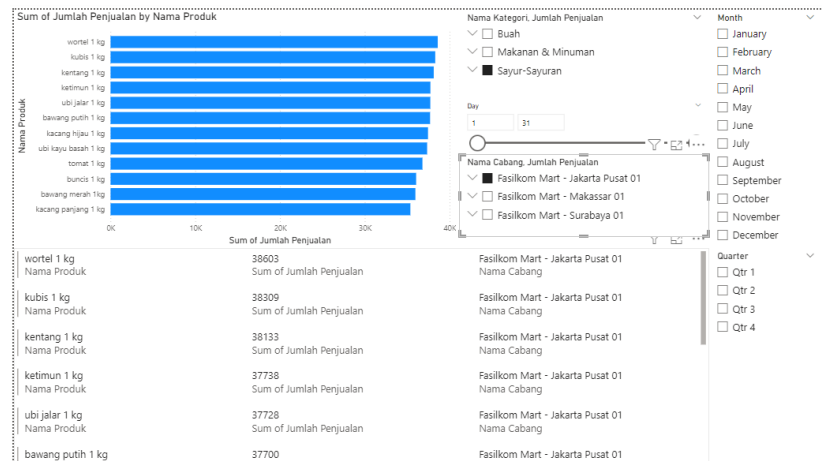 Sum of Jumlah Penjualan by Nama Produk
Nama Produk
wortel 1 kg
kubis 1 kg
kentang 1 kg
ketimun 1 kg
ubi jalar 1 kg
bawang putih 1 kg
kacang hijau 1 kg
ubi kayu basah 1 kg
tomat 1 kg
buncis 1 kg
bawang merah 1kg
kacang panjang 1 kg
0K 10K 20K 30K 40K
Sum of Jumlah Penjualan
Nama Kategori, Jumlah Penjualan
Buah
Makanan & Minuman
Sayur-Sayuran
Day
1 31
Nama Cabang, Jumlah Penjualan
Fasilkom Mart - Jakarta Pusat 01
Fasilkom Mart - Makassar 01
Fasilkom Mart - Surabaya 01
Month
January
February
March
April
May
June
July
August
September
October
November
December
Quarter
Qtr 1
Qtr 2
Qtr 3
Qtr 4
wortel 1 kg 38603 Fasilkom Mart - Jakarta Pusat 01
Nama Produk Sum of Jumlah Penjualan Nama Cabang
kubis 1 kg 38309 Fasilkom Mart - Jakarta Pusat 01
Nama Produk Sum of Jumlah Penjualan Nama Cabang
kentang 1 kg 38133 Fasilkom Mart - Jakarta Pusat 01
Nama Produk Sum of Jumlah Penjualan Nama Cabang
ketimun 1 kg 37738 Fasilkom Mart - Jakarta Pusat 01
Nama Produk Sum of Jumlah Penjualan Nama Cabang
ubi jalar 1 kg 37728 Fasilkom Mart - Jakarta Pusat 01
Nama Produk Sum of Jumlah Penjualan Nama Cabang
bawang putih 1 kg 37700 Fasilkom Mart - Jakarta Pusat 01